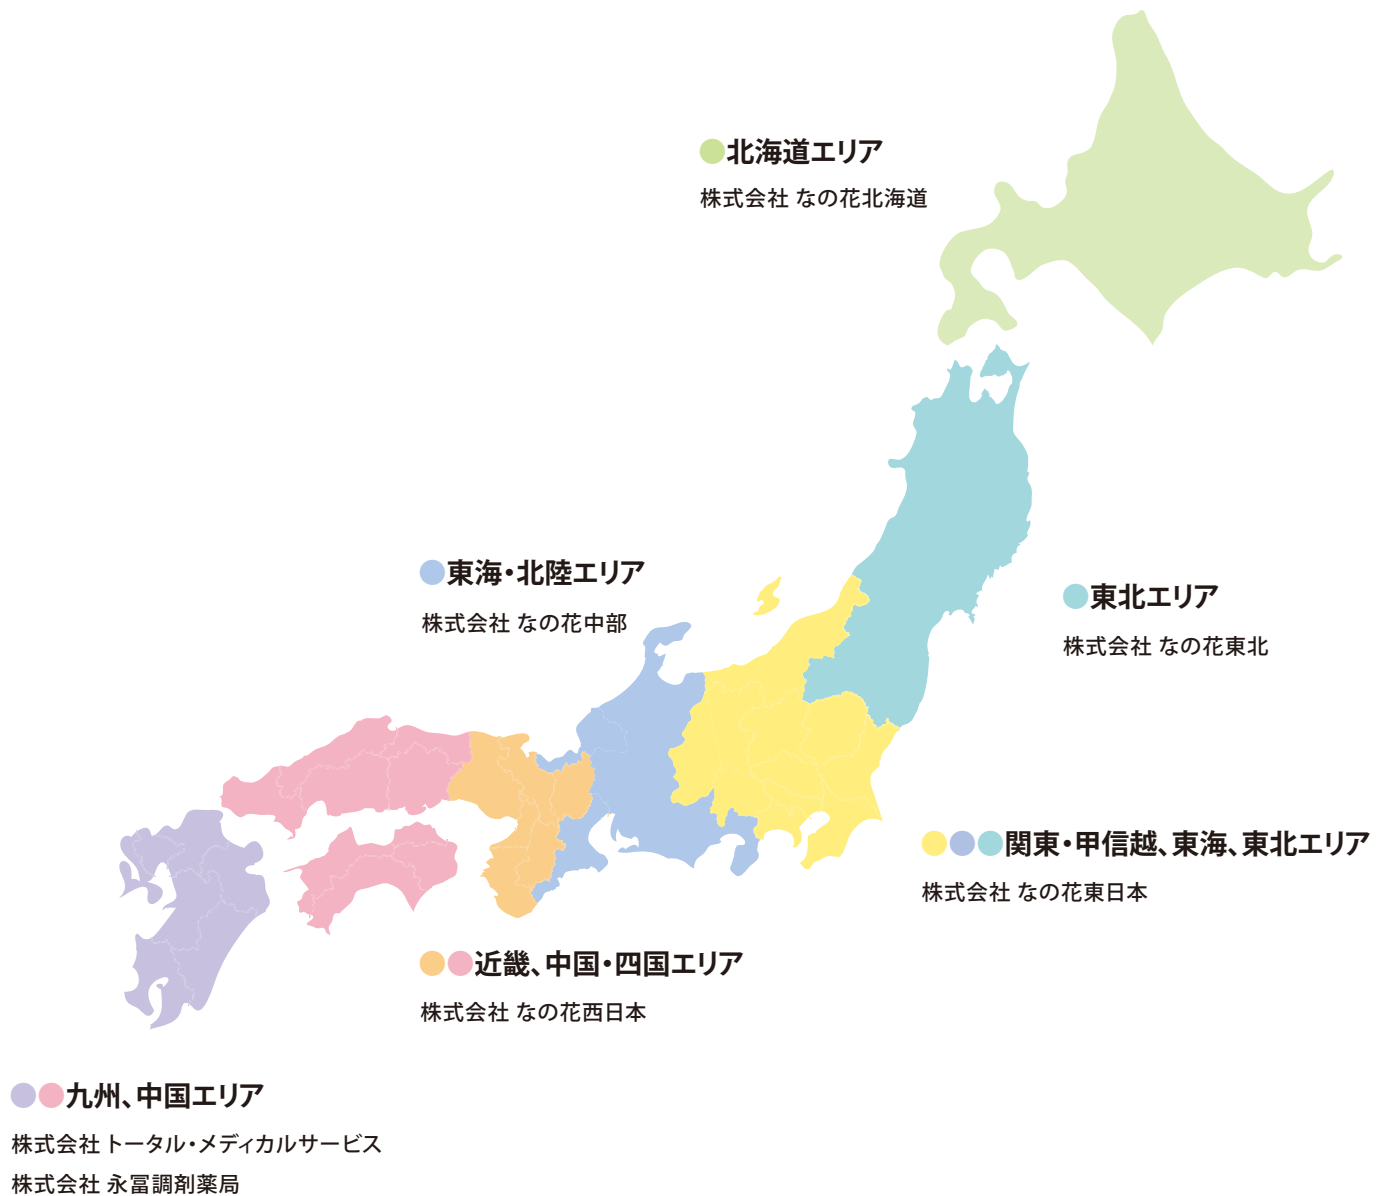 北海道エリア
株式会社 なの花北海道
東海・北陸エリア
株式会社 なの花中部
東北エリア
株式会社 なの花東北
関東・甲信越、東海、東北エリア
株式会社 なの花東日本
近畿、中国・四国エリア
株式会社 なの花西日本
九州、中国エリア
株式会社 トータル・メディカルサービス
株式会社 永冨調剤薬局